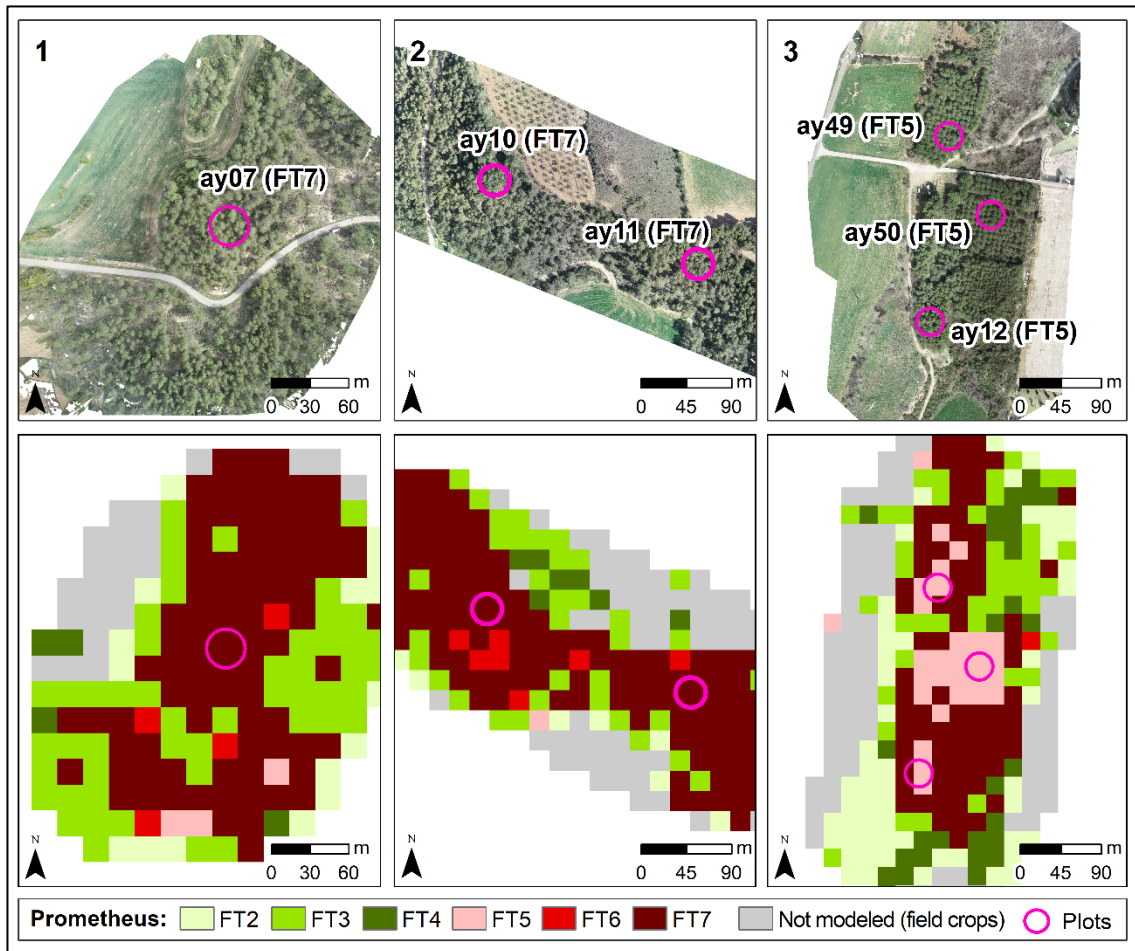 1
ay07 (FT7)
N
m
0 30 60
2
ay10 (FT7)
ay11 (FT7)
N
m
0 45 90
3
ay49 (FT5)
ay50 (FT5)
ay12 (FT5)
N
m
0 45 90
N
m
0 30 60
N
m
0 45 90
N
m
0 45 90
Prometheus: FT2 FT3 FT4 FT5 FT6 FT7 Not modeled (field crops) Plots